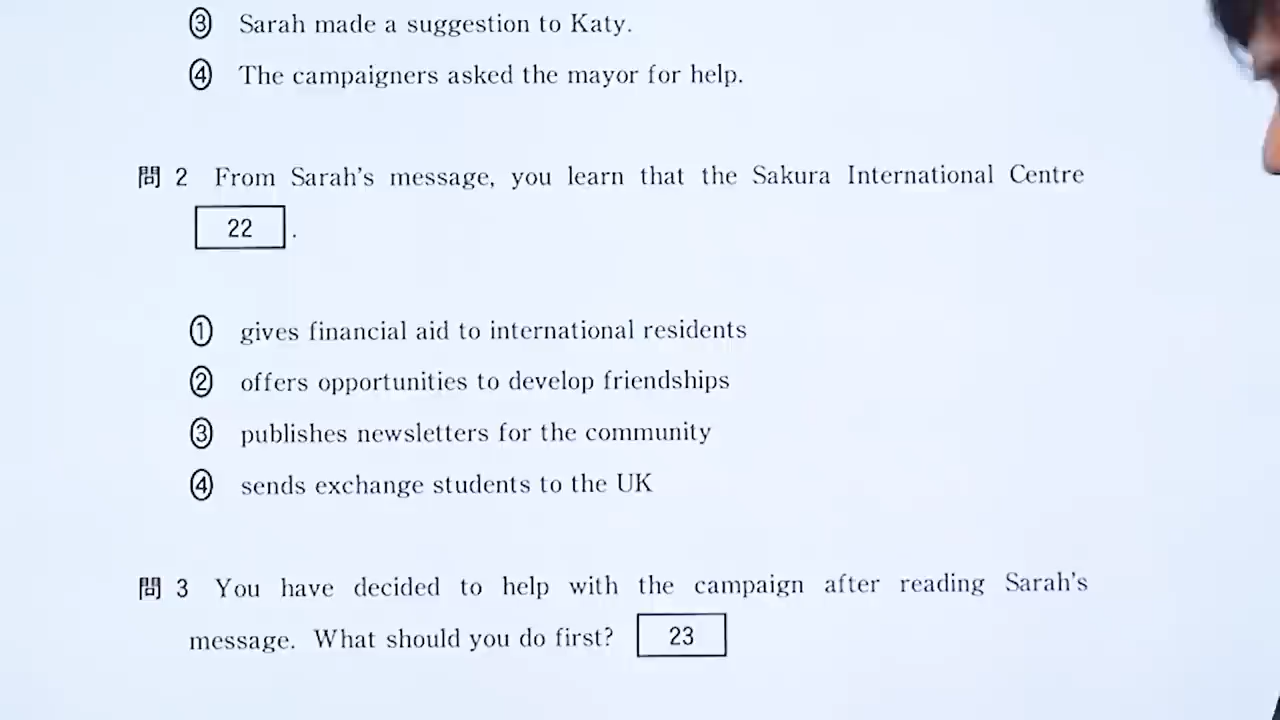 ③ Sarah made a suggestion to Katy.
④ The campaigners asked the mayor for help.
問 2 From Sarah's message, you learn that the Sakura International Centre
22 .
① gives financial aid to international residents
② offers opportunities to develop friendships
③ publishes newsletters for the community
④ sends exchange students to the UK
問 3 You have decided to help with the campaign after reading Sarah's
message. What should you do first? 23